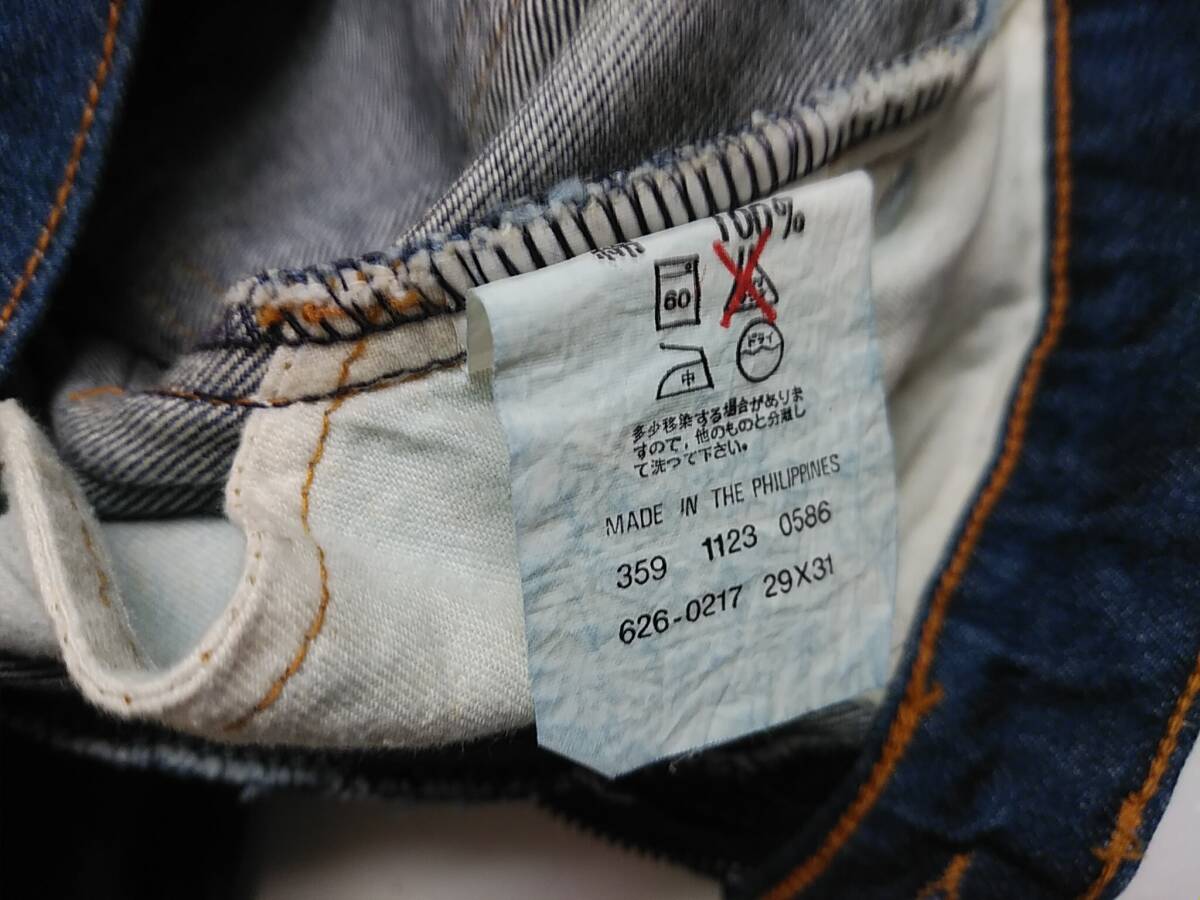 100%
60
中 ドライ
多少移染する場合がありま
すので，他のものと分離し
て洗って下さい。
MADE IN THE PHILIPPINES
359 1123 0586
626-0217 29X31